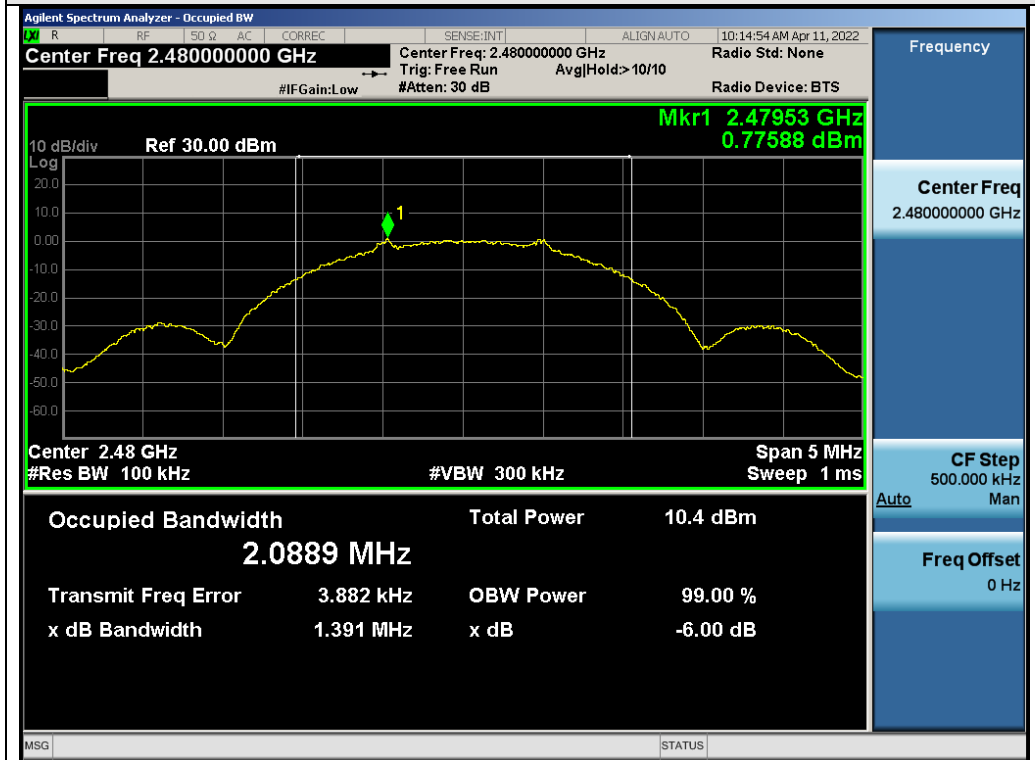 Agilent Spectrum Analyzer - Occupied BW
LXI R RF 50 Ω AC CORREC SENSE:INT ALIGN AUTO 10:14:54 AM Apr 11, 2022
Center Freq 2.480000000 GHz
Center Freq: 2.480000000 GHz
Radio Std: None
Trig: Free Run Avg|Hold:> 10/10
#IFGain:Low
#Atten: 30 dB
Radio Device: BTS
Frequency
Mkr1 2.47953 GHz
0.77588 dBm
10 dB/div Ref 30.00 dBm
Log
20.0
10.0
0.00
-10.0
-20.0
-30.0
-40.0
-50.0
-60.0
1
Center 2.48 GHz
Span 5 MHz
#Res BW 100 kHz
#VBW 300 kHz
Sweep 1 ms
Center Freq
2.480000000 GHz
CF Step
500.000 kHz
Auto Man
Freq Offset
0 Hz
Occupied Bandwidth
2.0889 MHz
Total Power 10.4 dBm
Transmit Freq Error 3.882 kHz
OBW Power 99.00 %
x dB Bandwidth 1.391 MHz
x dB -6.00 dB
MSG
STATUS